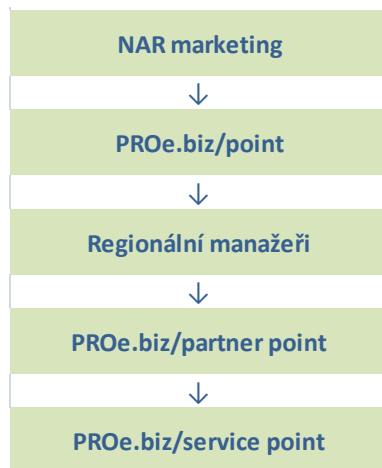 NAR marketing
↓
PROe.biz/point
↓
Regionální manažeři
↓
PROe.biz/partner point
↓
PROe.biz/service point